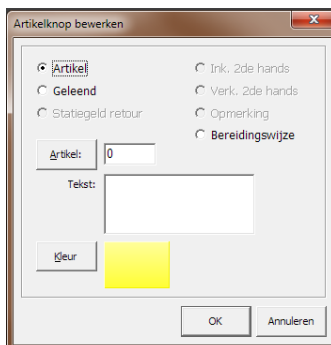 Artikelknop bewerken
Artikel
Ink. 2de hands
Geleend
Verk. 2de hands
Statiegeld retour
Opmerking
Bereidingswijze
Artikel:
0
Tekst:
Kleur
OK
Annuleren